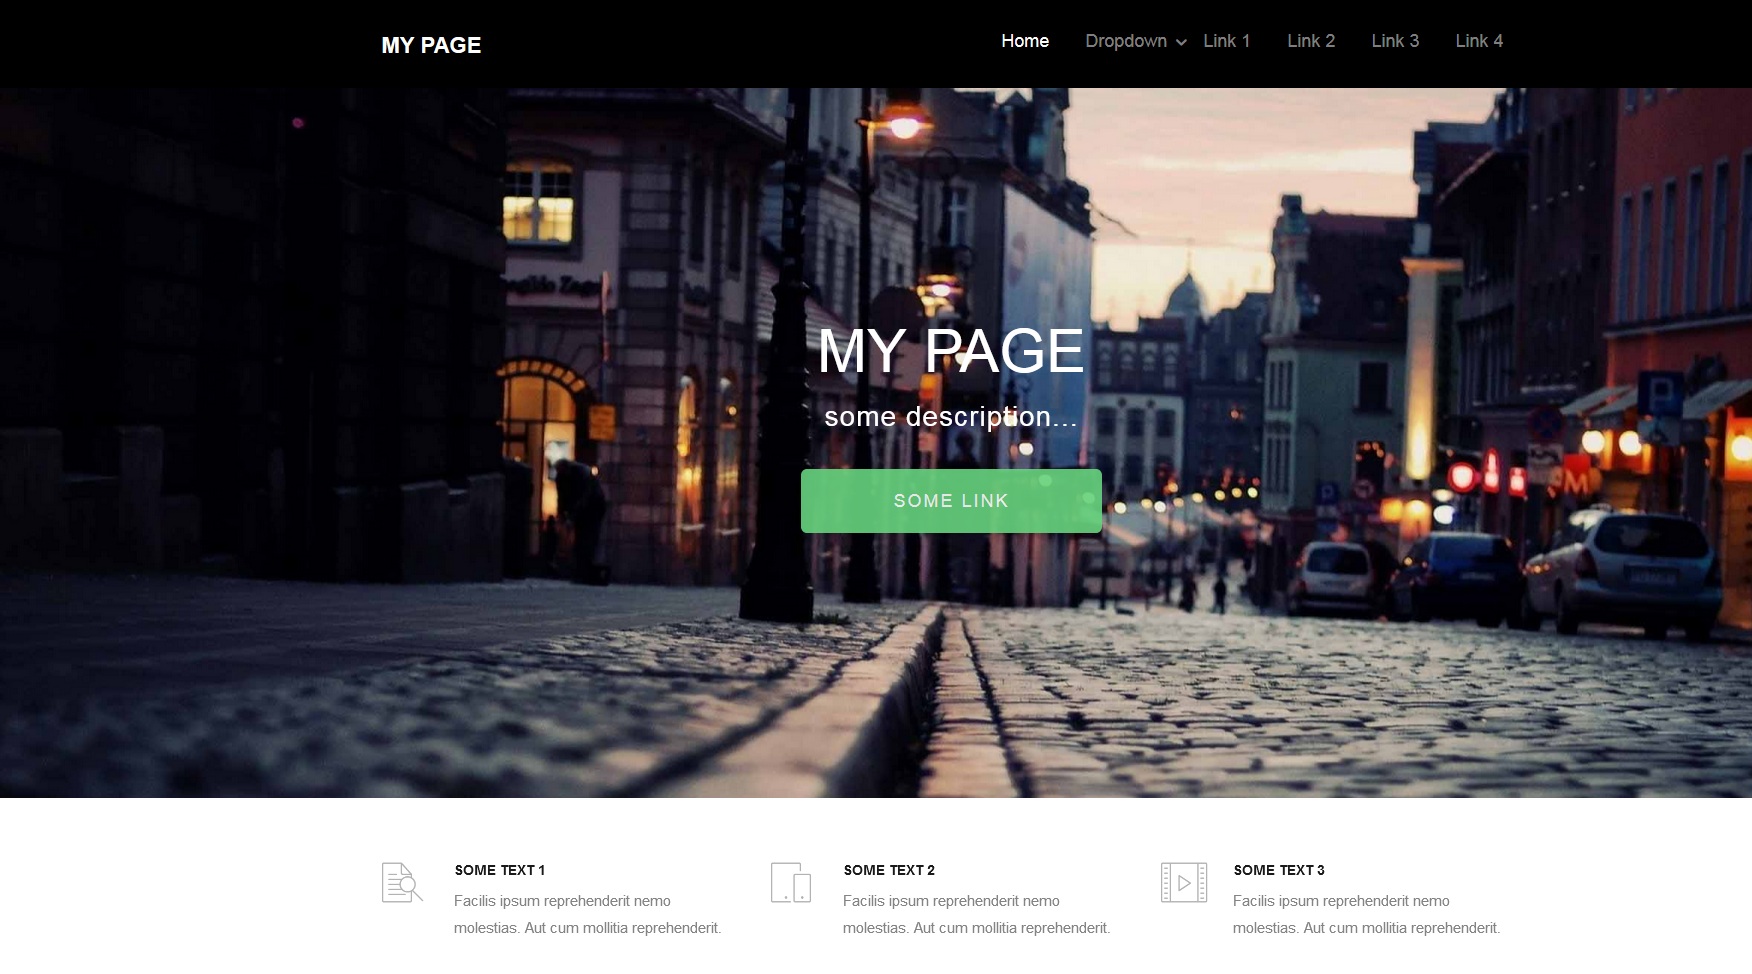 MY PAGE
Home Dropdown Link 1 Link 2 Link 3 Link 4
MY PAGE
some description...
SOME LINK
SOME TEXT 1
Facilis ipsum reprehenderit nemo
molestias. Aut cum mollitia reprehenderit.
SOME TEXT 2
Facilis ipsum reprehenderit nemo
molestias. Aut cum mollitia reprehenderit.
SOME TEXT 3
Facilis ipsum reprehenderit nemo
molestias. Aut cum mollitia reprehenderit.